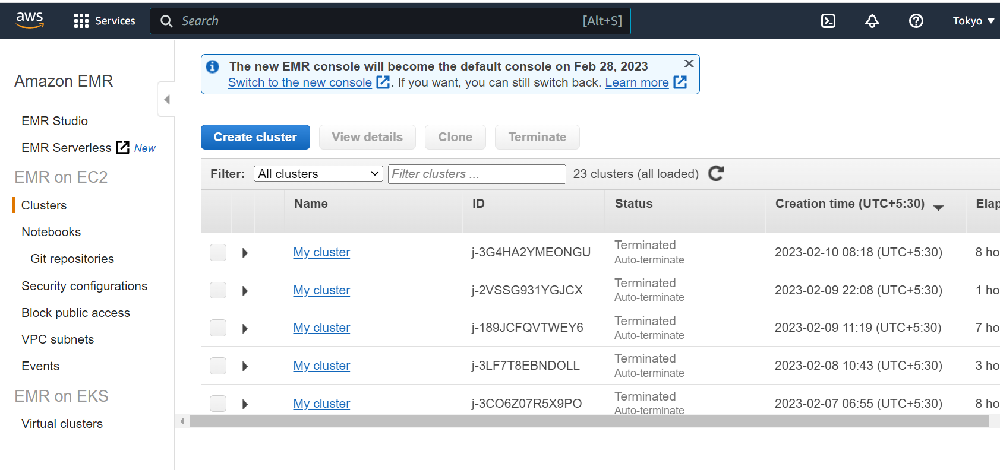 aws
Services
Search
[Alt+S]
Tokyo
Amazon EMR
EMR Studio
EMR Serverless New
EMR on EC2
Clusters
Notebooks
Git repositories
Security configurations
Block public access
VPC subnets
Events
EMR on EKS
Virtual clusters
The new EMR console will become the default console on Feb 28, 2023
Switch to the new console . If you want, you can still switch back. Learn more
Create cluster
View details
Clone
Terminate
Filter: All clusters Filter clusters ... 23 clusters (all loaded)
Name ID Status Creation time (UTC+5:30) Elap
My cluster j-3G4HA2YMEONGU Terminated 2023-02-10 08:18 (UTC+5:30) 8 ho
Auto-terminate
My cluster j-2VSSG931YGJCX Terminated 2023-02-09 22:08 (UTC+5:30) 1 ho
Auto-terminate
My cluster j-189JCFQVTWEY6 Terminated 2023-02-09 11:19 (UTC+5:30) 7 ho
Auto-terminate
My cluster j-3LF7T8EBNDOLL Terminated 2023-02-08 10:43 (UTC+5:30) 3 ho
Auto-terminate
My cluster j-3CO6Z07R5X9PO Terminated 2023-02-07 06:55 (UTC+5:30) 8 ho
Auto-terminate